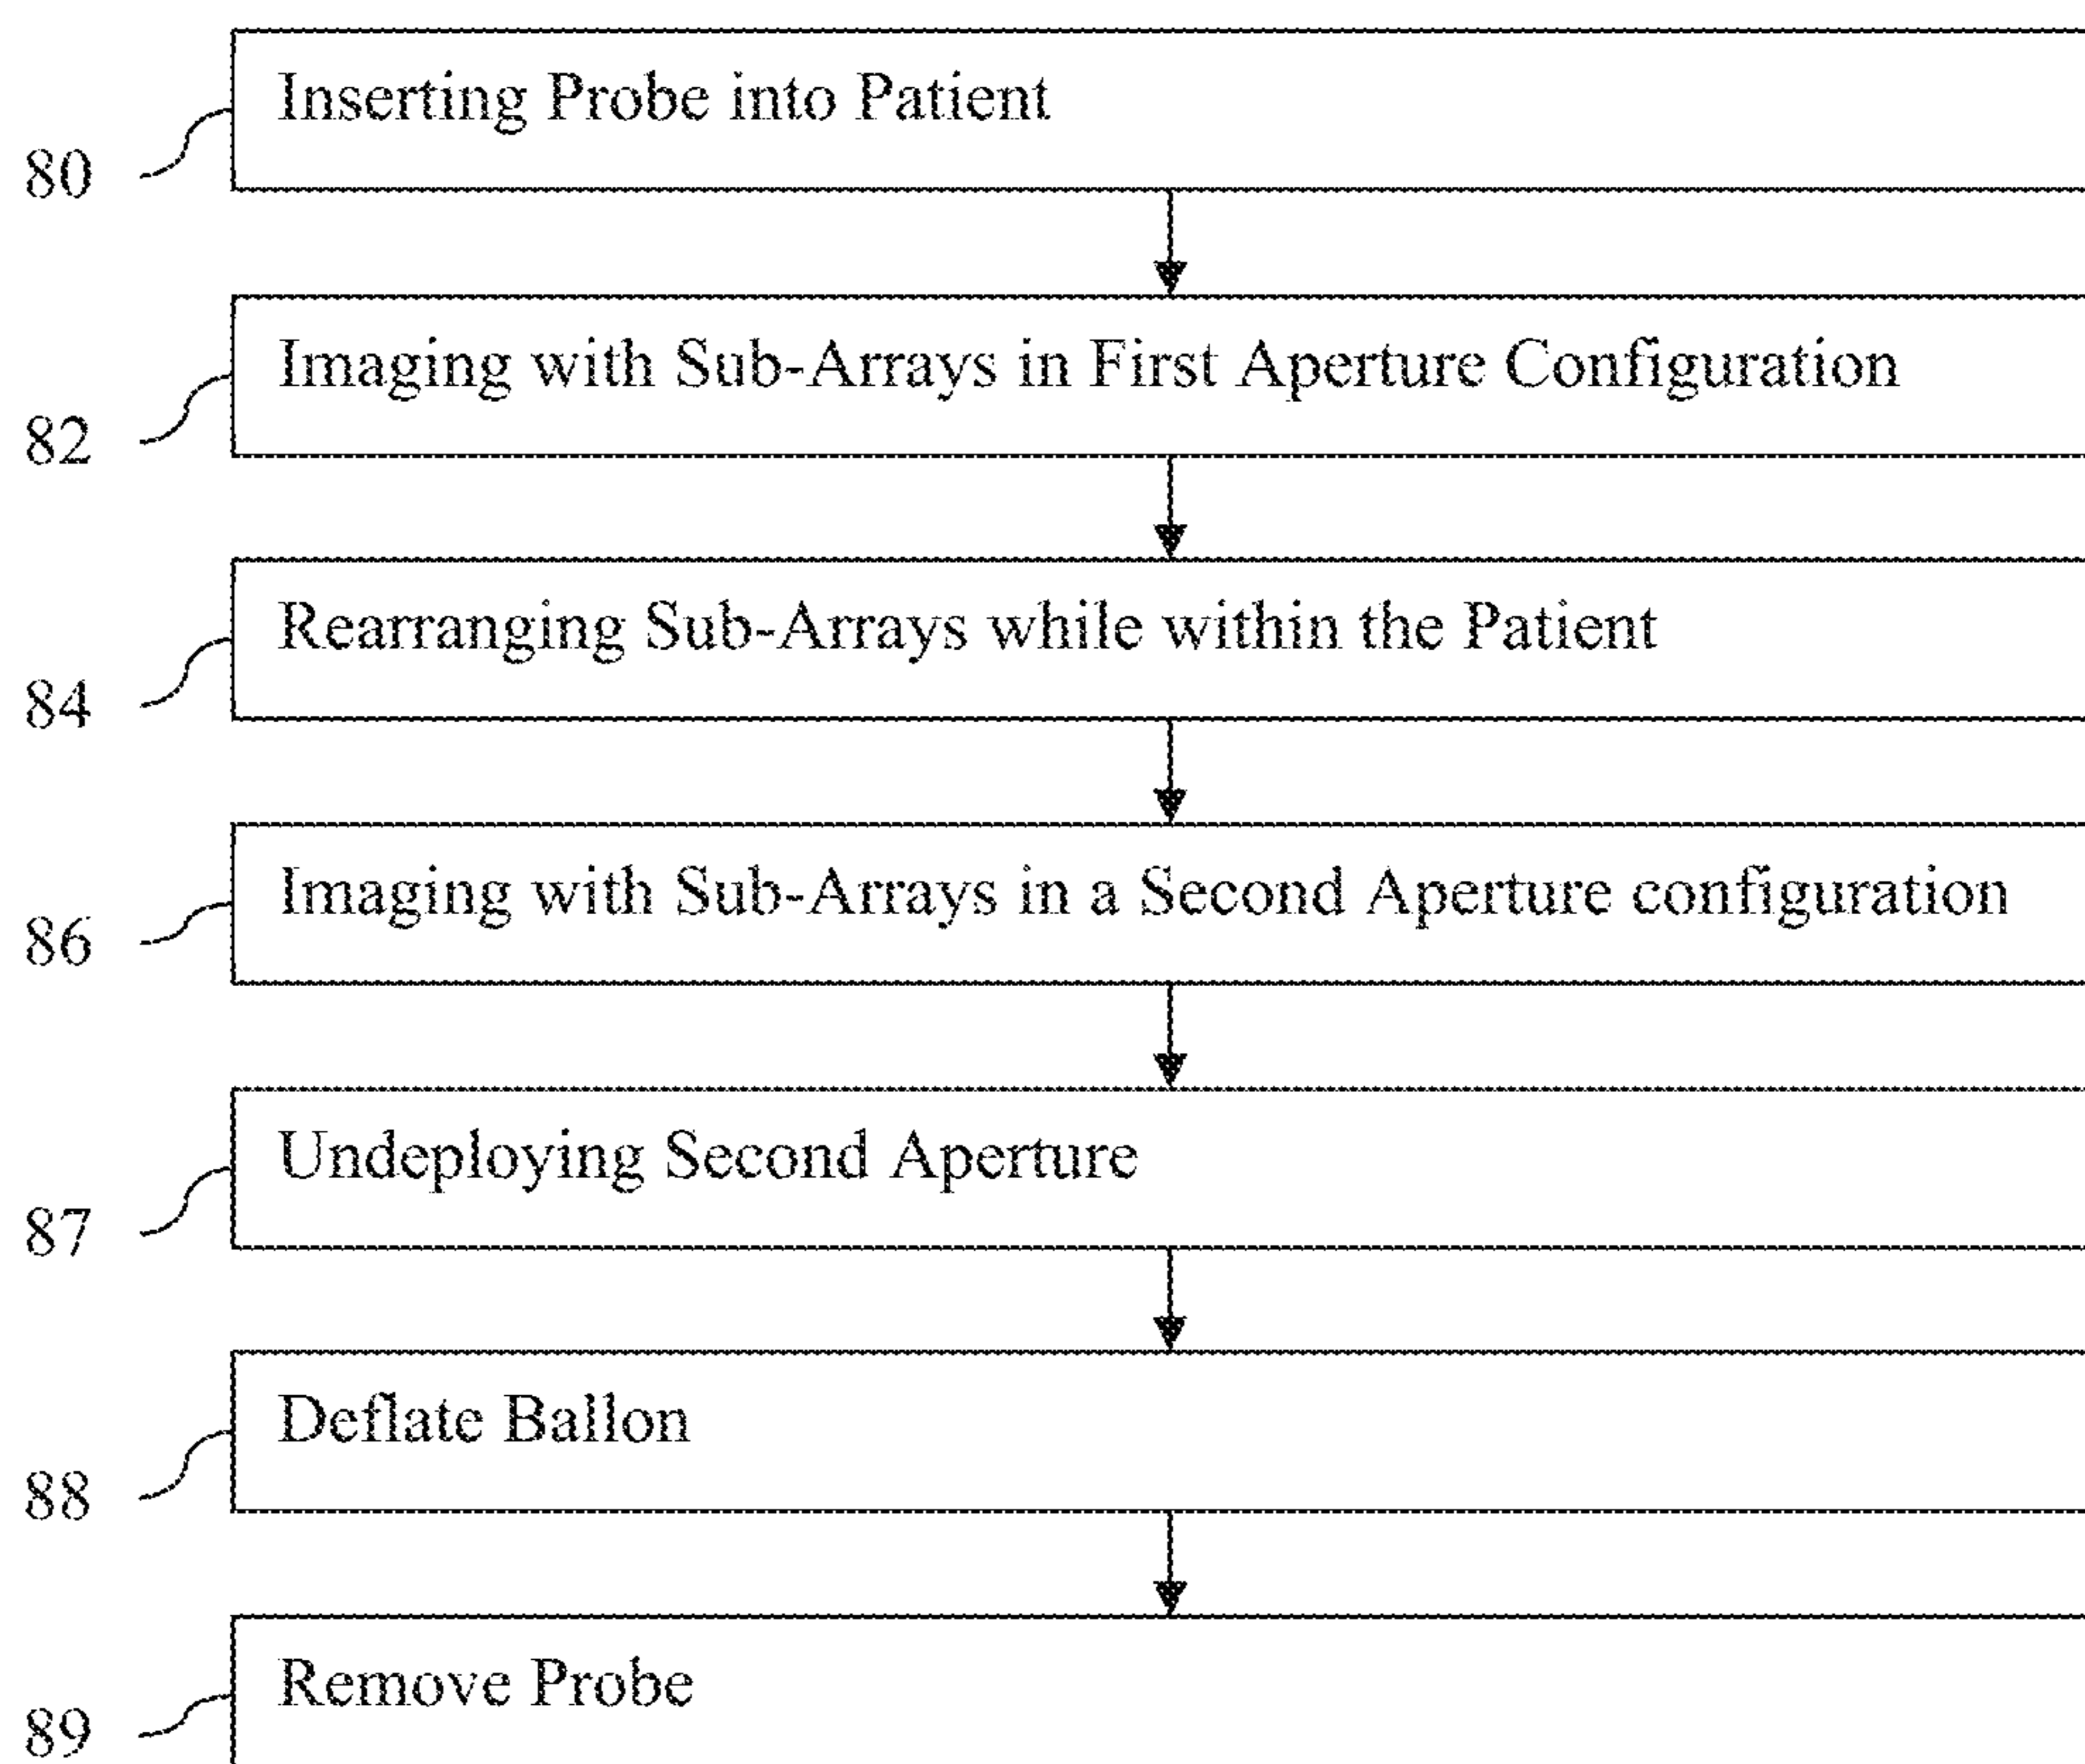 Inserting Probe into Patient
80
Imaging with Sub-Arrays in First Aperture Configuration
82
Rearranging Sub-Arrays while within the Patient
84
Imaging with Sub-Arrays in a Second Aperture configuration
86
Undeploying Second Aperture
87
Deflate Ballon
88
Remove Probe
89